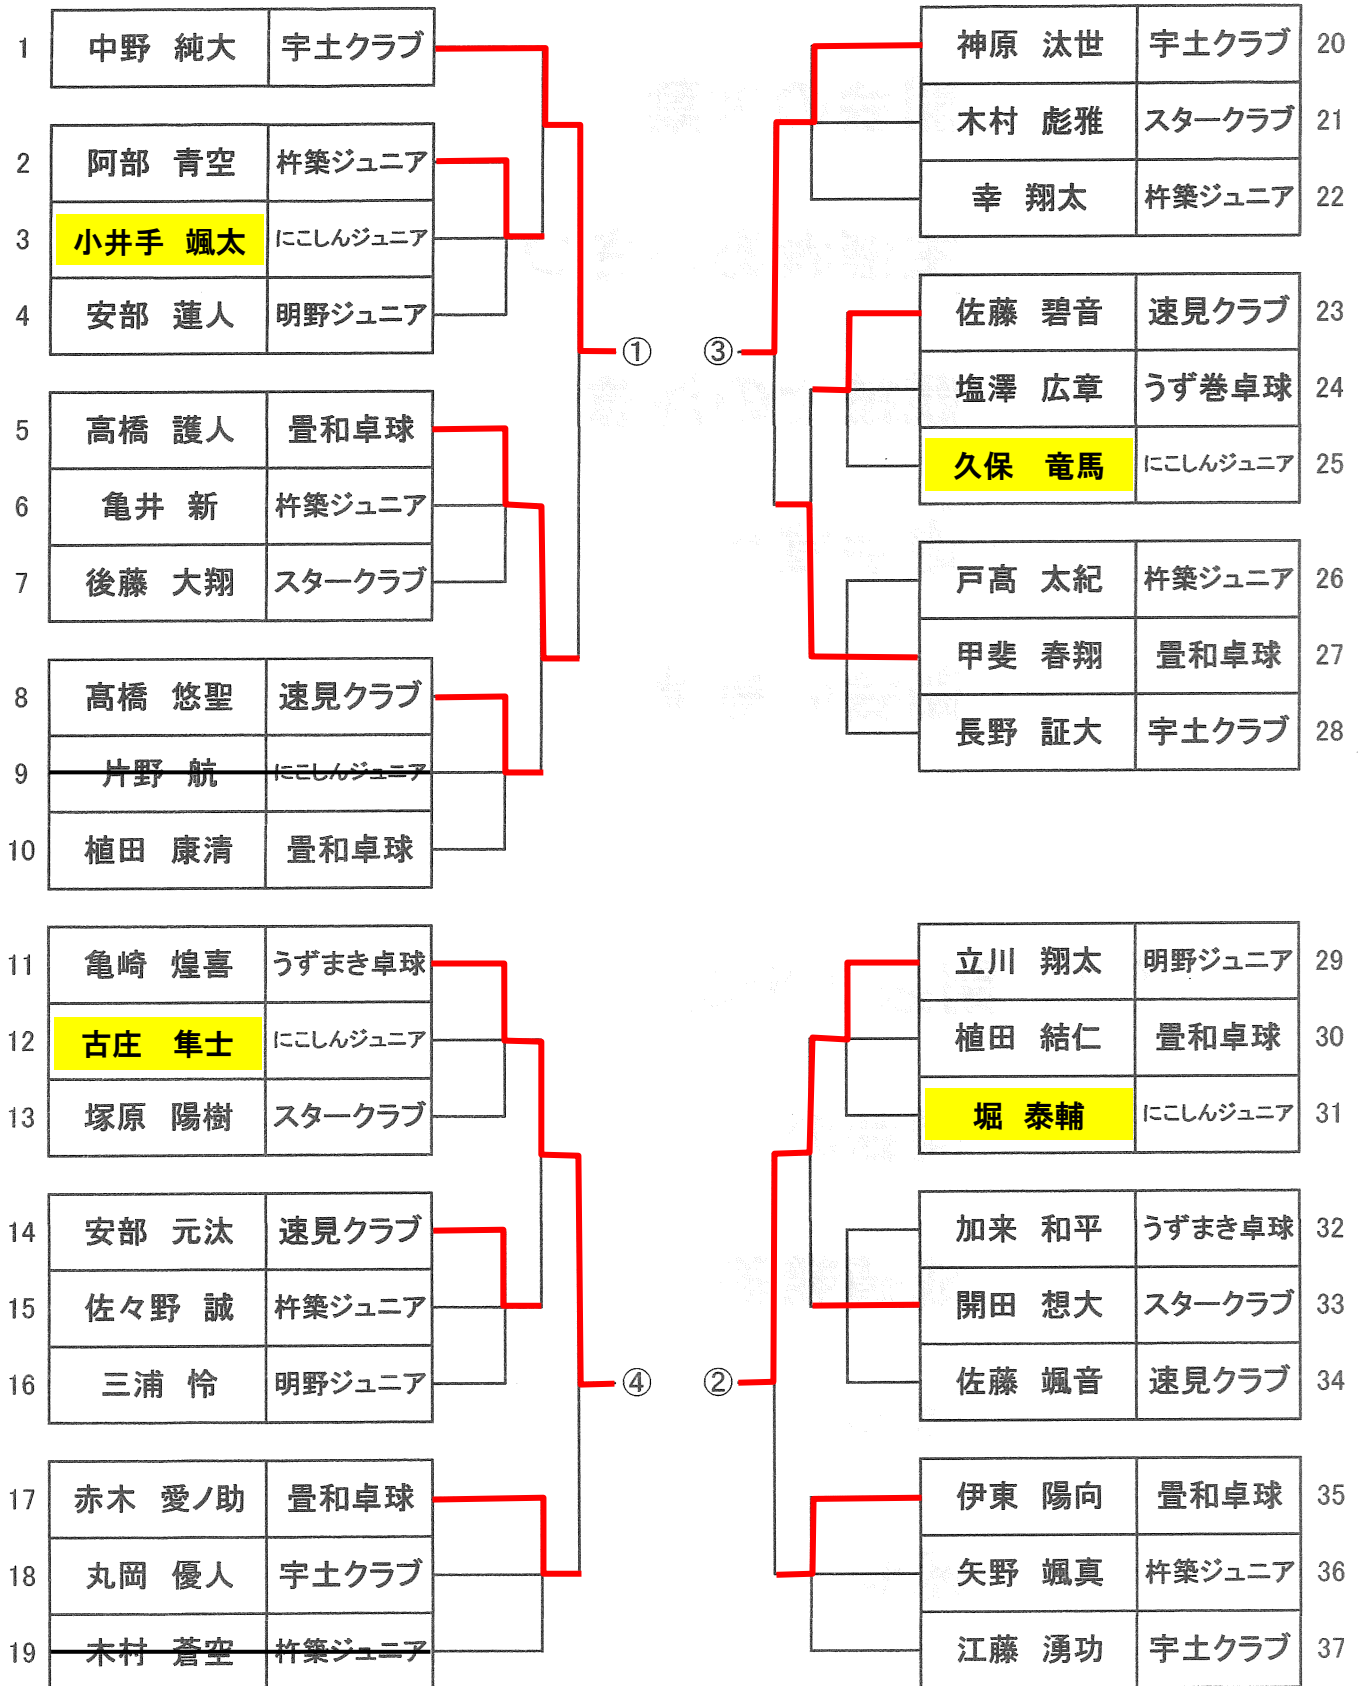 1 中野 純大 宇土クラブ
2 阿部 青空 杵築ジュニア
3 小井手 颯太 にこしんジュニア
4 安部 蓮人 明野ジュニア
①
5 高橋 護人 畳和卓球
6 亀井 新 杵築ジュニア
7 後藤 大翔 スタークラブ
8 髙橋 悠聖 速見クラブ
9 片野 航 にこしんジュニア
10 植田 康清 畳和卓球
11 亀崎 煌喜 うずまき卓球
12 古庄 隼士 にこしんジュニア
13 塚原 陽樹 スタークラブ
14 安部 元汰 速見クラブ
15 佐々野 誠 杵築ジュニア
16 三浦 怜 明野ジュニア
④
17 赤木 愛ノ助 畳和卓球
18 丸岡 優人 宇土クラブ
19 木村 蒼空 杵築ジュニア
神原 汰世 宇土クラブ 20
木村 彪雅 スタークラブ 21
幸 翔太 杵築ジュニア 22
③
佐藤 碧音 速見クラブ 23
塩澤 広章 うず巻卓球 24
久保 竜馬 にこしんジュニア 25
戸髙 太紀 杵築ジュニア 26
甲斐 春翔 畳和卓球 27
長野 証大 宇土クラブ 28
立川 翔太 明野ジュニア 29
植田 結仁 畳和卓球 30
堀 泰輔 にこしんジュニア 31
加来 和平 うずまき卓球 32
開田 想大 スタークラブ 33
佐藤 颯音 速見クラブ 34
②
伊東 陽向 畳和卓球 35
矢野 颯真 杵築ジュニア 36
江藤 湧功 宇土クラブ 37